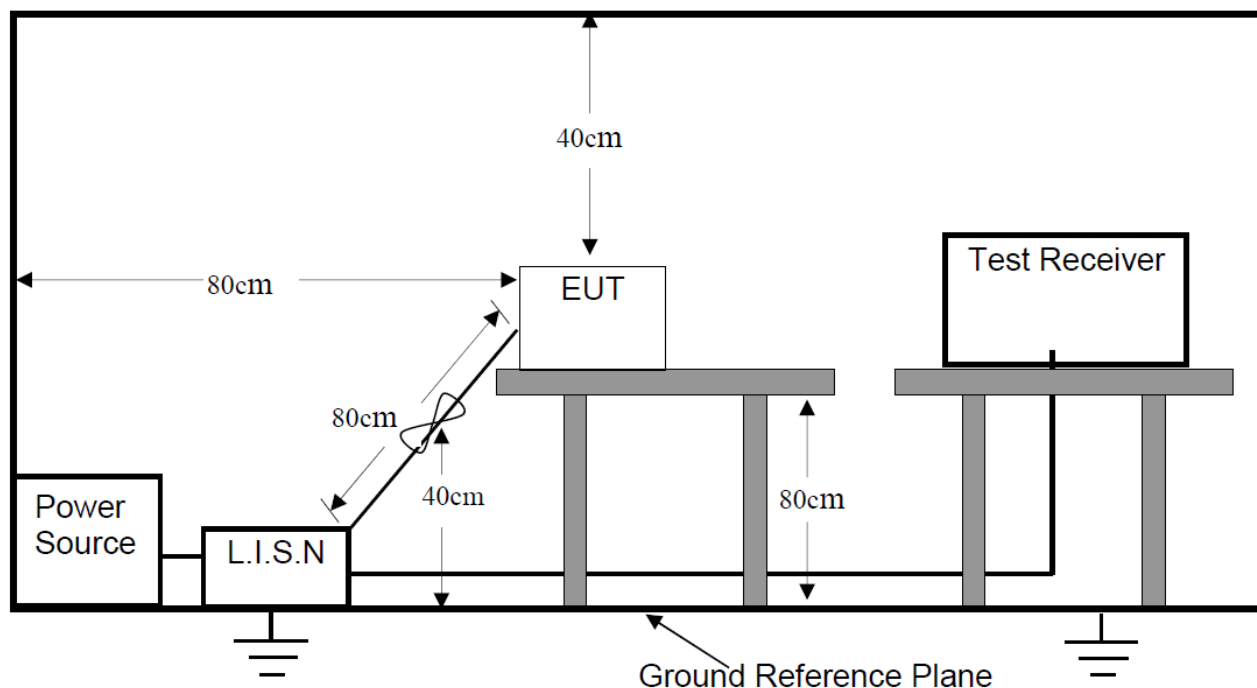 40cm
80cm
EUT
Test Receiver
80cm
40cm
80cm
Power
Source
L.I.S.N
Ground Reference Plane